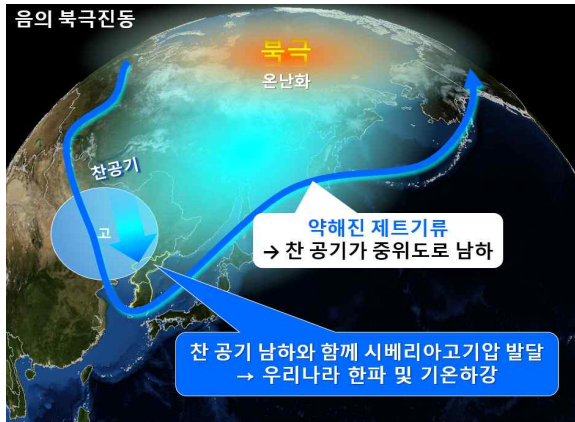 음의 북극진동
북극
온난화
찬공기
고
약해진 제트기류
→ 찬 공기가 중위도로 남하
찬 공기 남하와 함께 시베리아고기압 발달
→ 우리나라 한파 및 기온하강